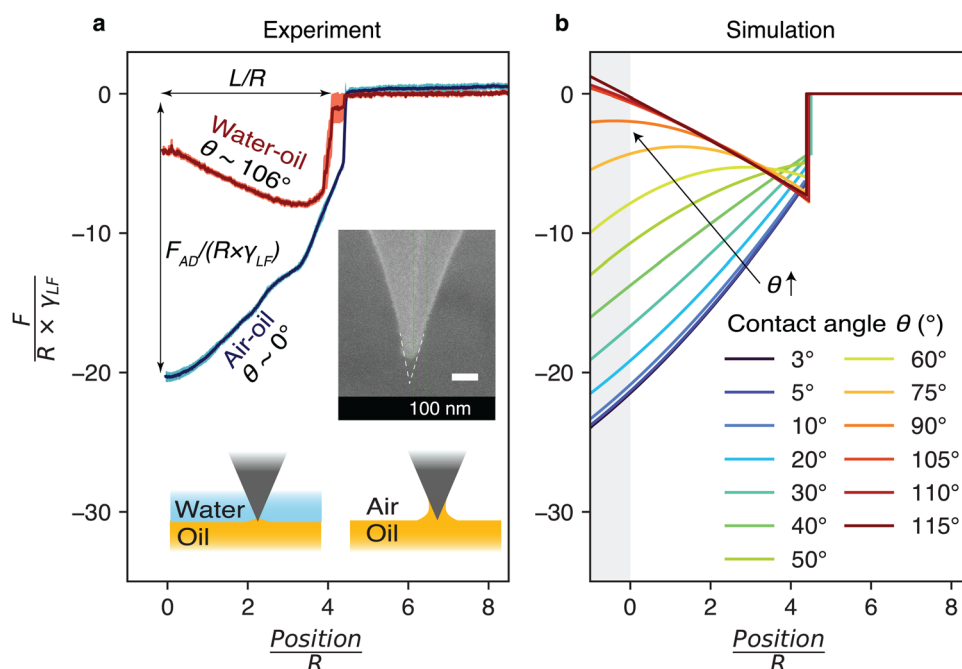 a Experiment
L/R
Water-oil
θ ~ 106°
F_AD/(R×γ_LF)
Air-oil
θ ~ 0°
100 nm
Water
Oil
Air
Oil
F
R × γ_LF
0
−10
−20
−30
0 2 4 6 8
Position
R
b Simulation
θ ↑
Contact angle θ (°)
3° 60°
5° 75°
10° 90°
20° 105°
30° 110°
40° 115°
50°
0
−10
−20
−30
0 2 4 6 8
Position
R